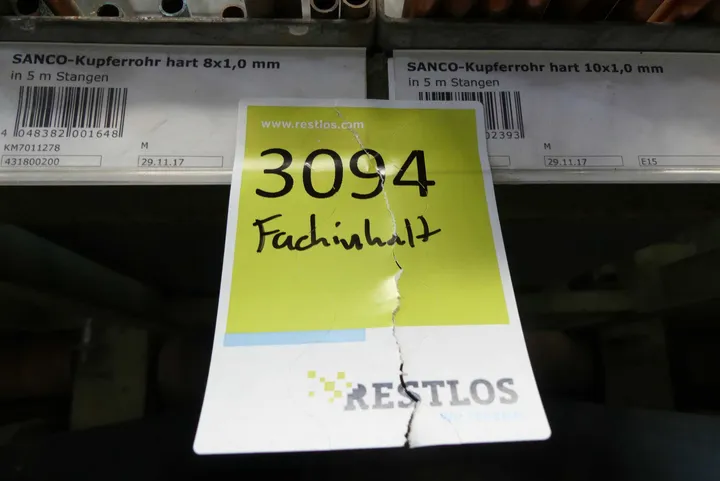 SANCO-Kupferrohr hart 8x1,0 mm
in 5 m Stangen
4 048382 001648
KM7011278
M
431800200
29.11.17
SANCO-Kupferrohr hart 10x1,0 mm
in 5 m Stangen
02393
M
29.11.17
E15
www.restlos.com
3094
Fachinhalt
RESTLOS